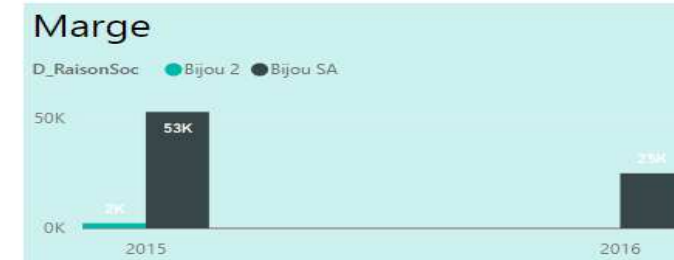 Marge
D_RaisonSoc Bijou 2 Bijou SA
50K
53K
25K
2K
0K
2015 2016